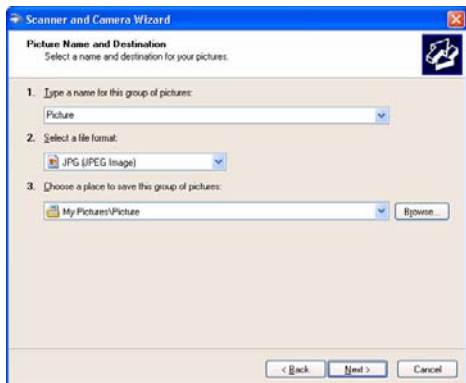 Scanner and Camera Wizard
Picture Name and Destination
Select a name and destination for your pictures.
1. Type a name for this group of pictures:
Picture
2. Select a file format:
JPG (JPEG Image)
3. Choose a place to save this group of pictures:
My Pictures\Picture
Browse...
< Back Next > Cancel